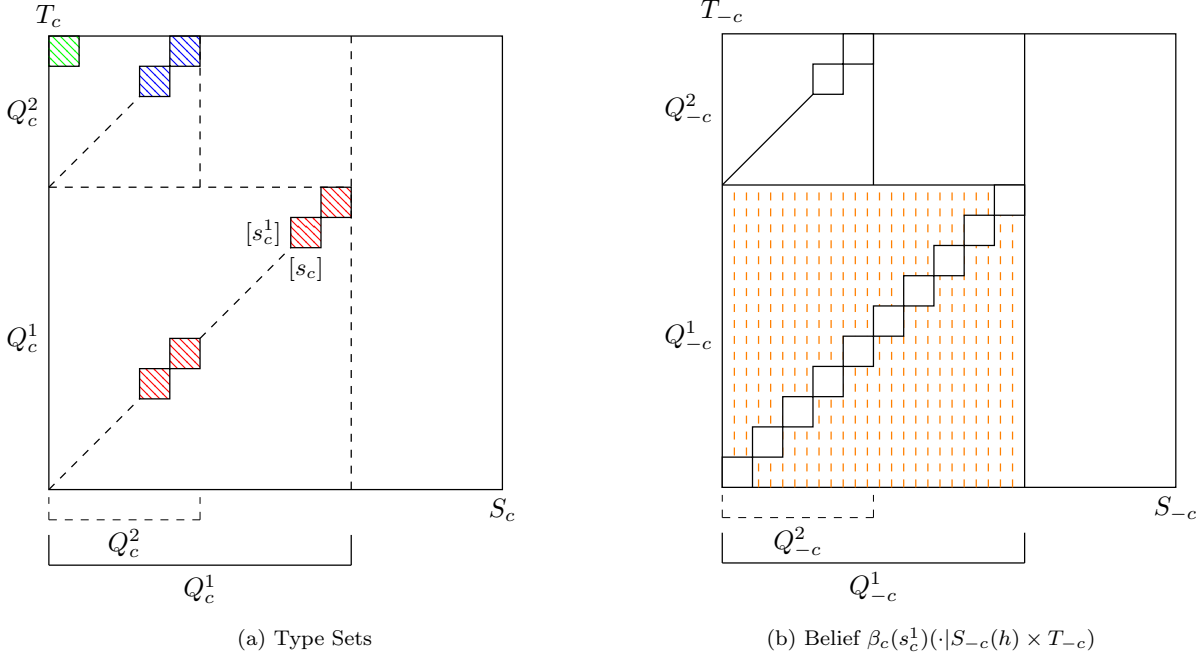 T_c
Q_c^2
[s_c^1]
[s_c]
Q_c^1
S_c
Q_c^2
Q_c^1
(a) Type Sets
T_{-c}
Q_{-c}^2
Q_{-c}^1
S_{-c}
Q_{-c}^2
Q_{-c}^1
(b) Belief β_c(s_c^1)(·|S_{-c}(h) × T_{-c})